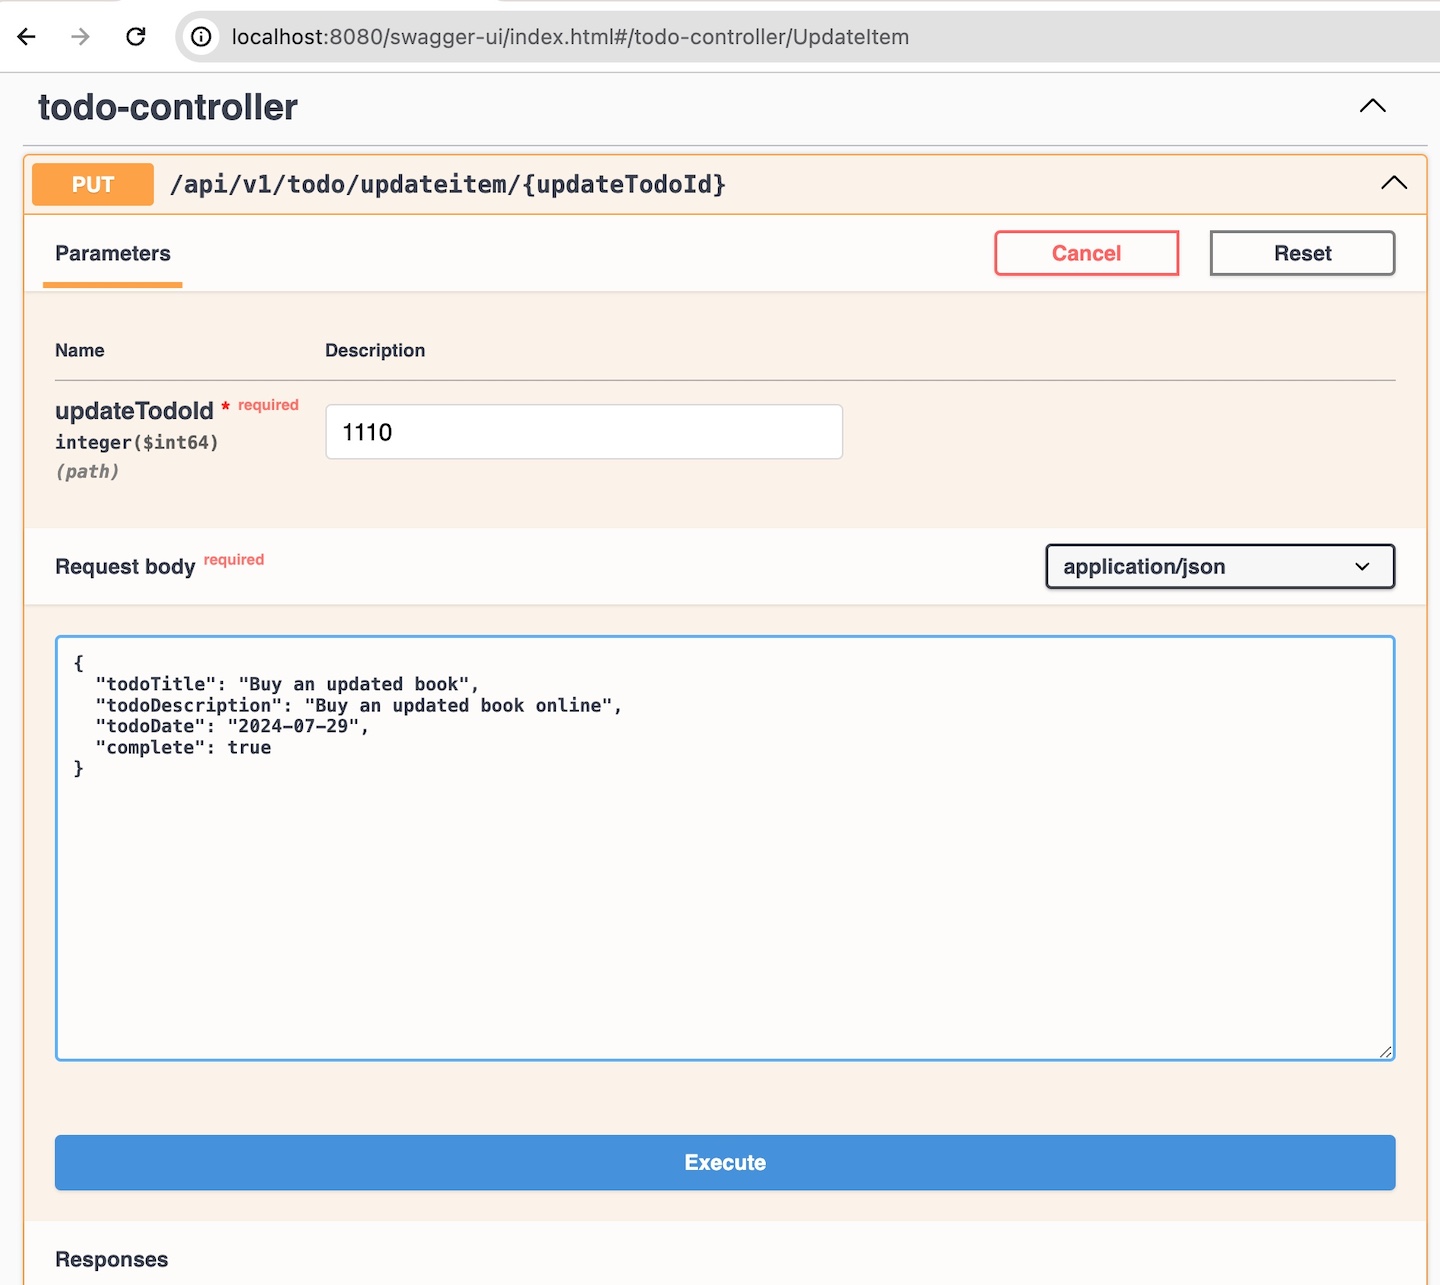 localhost:8080/swagger-ui/index.html#/todo-controller/UpdateItem
todo-controller
PUT /api/v1/todo/updateitem/{updateTodoId}
Parameters Cancel Reset
Name Description
updateTodoId * required
integer($int64)
(path)
1110
Request body required application/json
{
  "todoTitle": "Buy an updated book",
  "todoDescription": "Buy an updated book online",
  "todoDate": "2024-07-29",
  "complete": true
}
Execute
Responses